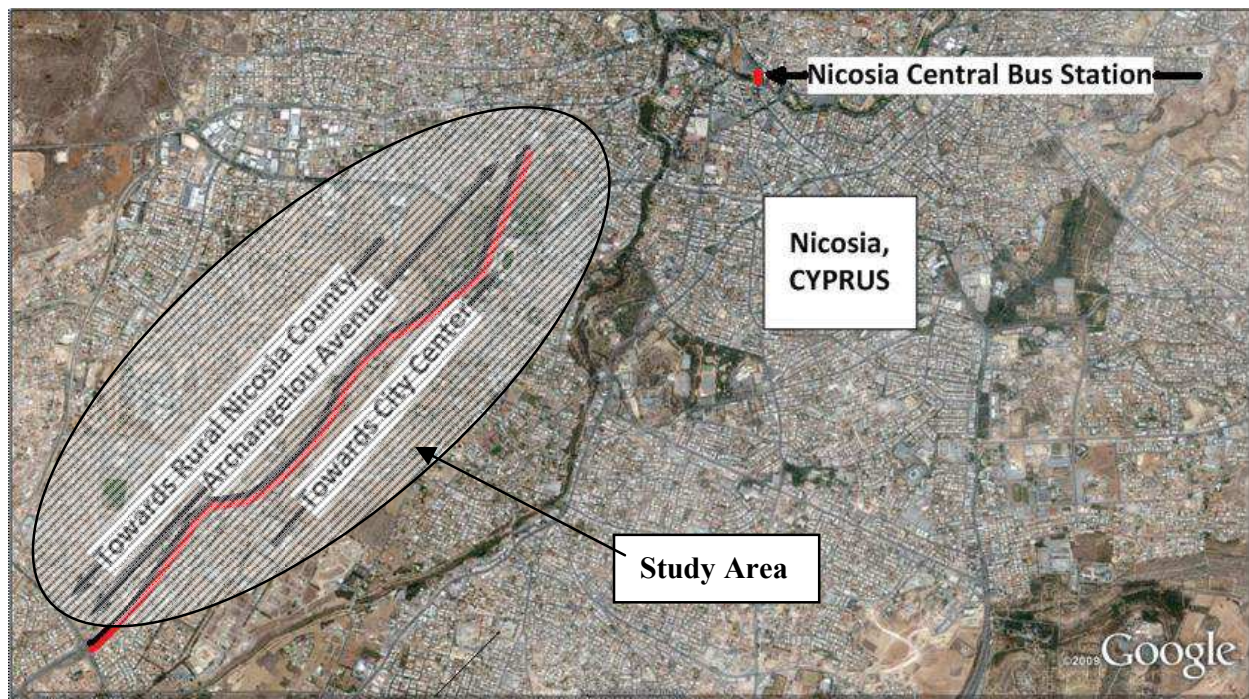 Nicosia Central Bus Station
Nicosia,
CYPRUS
Towards Rural Nicosia County
Archangelou Avenue
Towards City Center
Study Area
©2009 Google